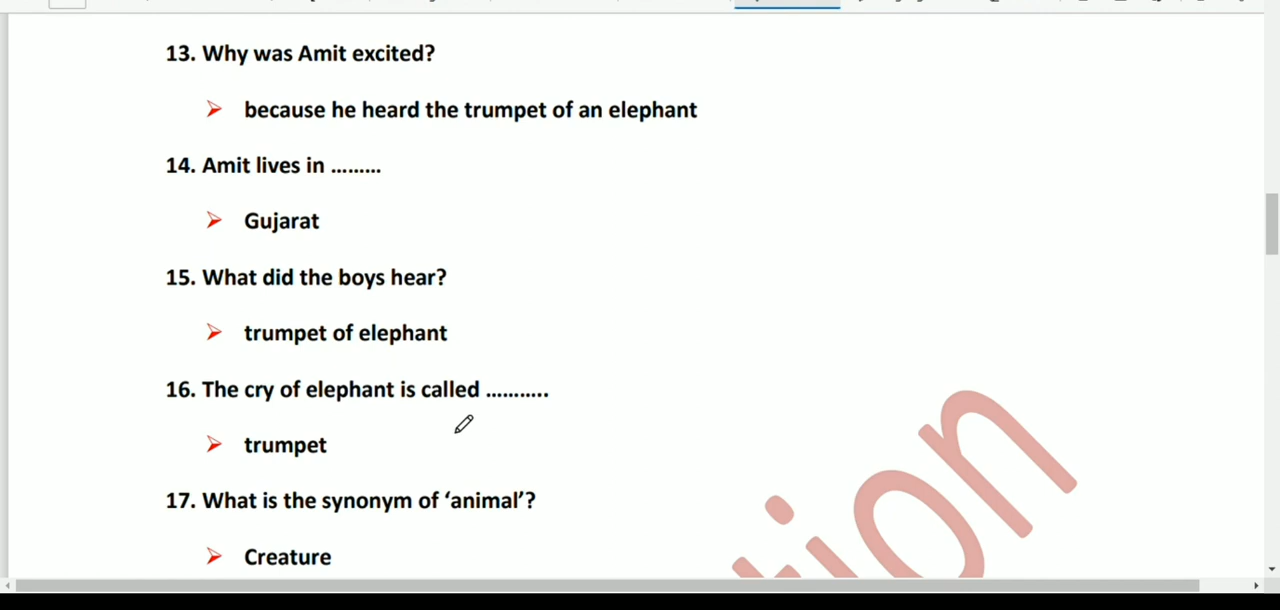 13. Why was Amit excited?
because he heard the trumpet of an elephant
14. Amit lives in .........
Gujarat
15. What did the boys hear?
trumpet of elephant
16. The cry of elephant is called ...........
trumpet
17. What is the synonym of ‘animal’?
Creature
tion